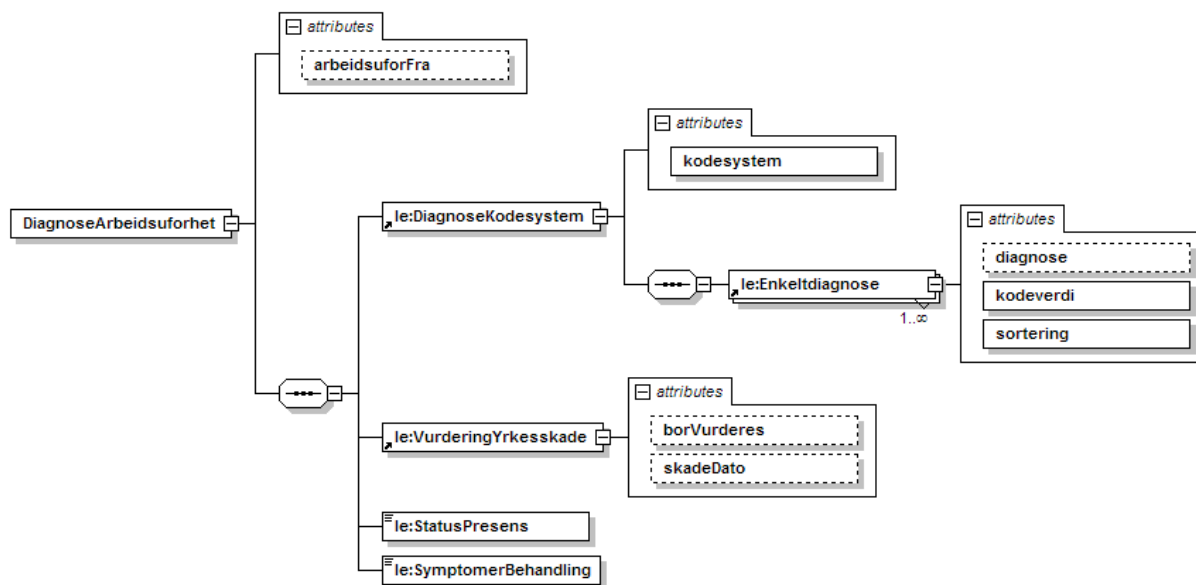 attributes
arbeidsuforFra
attributes
kodesystem
DiagnoseArbeidsuforhet
le:DiagnoseKodesystem
attributes
diagnose
le:Enkeltdiagnose
kodeverdi
1..∞
sortering
attributes
le:VurderingYrkesskade
borVurderes
skadeDato
le:StatusPresens
le:SymptomerBehandling